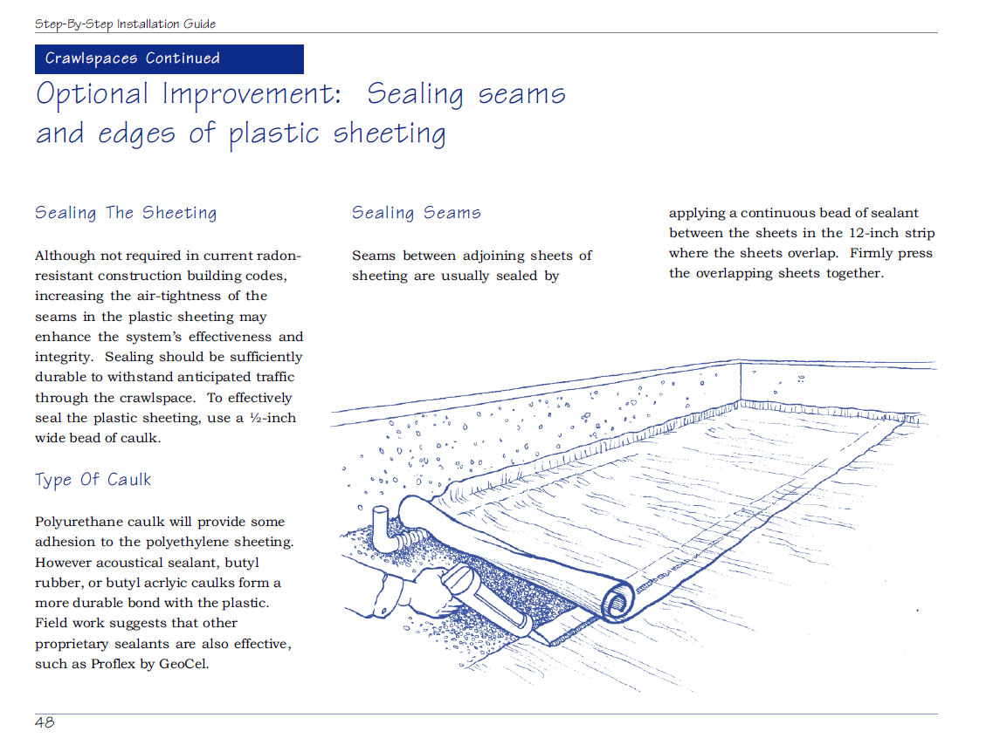 Step-By-Step Installation Guide
Crawlspaces Continued
Optional Improvement: Sealing seams
and edges of plastic sheeting
Sealing The Sheeting
Although not required in current radon-
resistant construction building codes,
increasing the air-tightness of the
seams in the plastic sheeting may
enhance the system's effectiveness and
integrity. Sealing should be sufficiently
durable to withstand anticipated traffic
through the crawlspace. To effectively
seal the plastic sheeting, use a ½-inch
wide bead of caulk.
Type Of Caulk
Polyurethane caulk will provide some
adhesion to the polyethylene sheeting.
However acoustical sealant, butyl
rubber, or butyl acrlyic caulks form a
more durable bond with the plastic.
Field work suggests that other
proprietary sealants are also effective,
such as Proflex by GeoCel.
Sealing Seams
Seams between adjoining sheets of
sheeting are usually sealed by
applying a continuous bead of sealant
between the sheets in the 12-inch strip
where the sheets overlap. Firmly press
the overlapping sheets together.
48